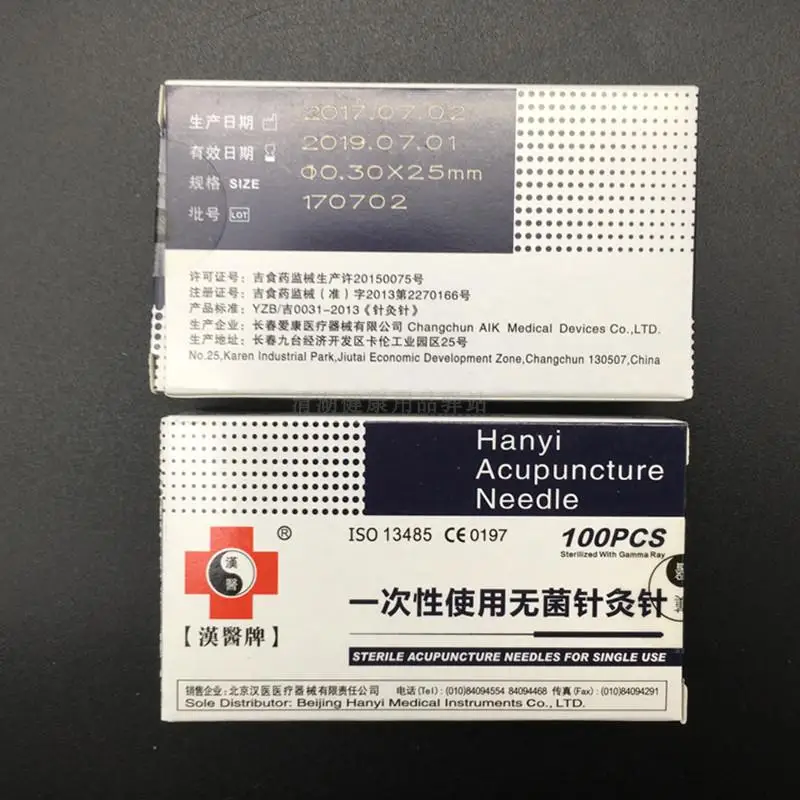 生产日期 2017.07.02
有效日期 2019.07.01
规格 SIZE Φ0.30X25mm
批号 LOT 170702
许可证号：吉食药监械生产许20150075号
注册证号：吉食药监械（准）字2013第2270166号
产品标准：YZB/吉0031-2013《针灸针》
生产企业：长春爱康医疗器械有限公司 Changchun AIK Medical Devices Co.,LTD.
生产地址：长春九台经济开发区卡伦工业园区25号
No.25,Karen Industrial Park,Jiutai Economic Development Zone,Changchun 130507,China
清湖健康用品驿站
Hanyi
Acupuncture
Needle
®
ISO 13485 CE 0197 100PCS
Sterilized With Gamma Ray
漢醫
一次性使用无菌针灸针
【漢醫牌】
STERILE ACUPUNCTURE NEEDLES FOR SINGLE USE
销售企业：北京汉医医疗器械有限责任公司 电话(Tel)：(010)84094554 84094468 传真(Fax)：(010)84094291
Sole Distributor: Beijing Hanyi Medical Instruments Co., LTD.